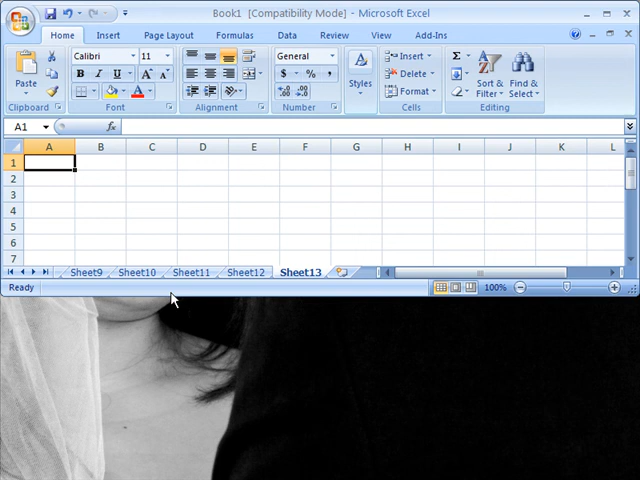 Book1 [Compatibility Mode] - Microsoft Excel
Home Insert Page Layout Formulas Data Review View Add-Ins
Calibri 11 General Insert
Paste B I U A A $ % , Styles Delete Sort & Filter Find & Select
A Format
Clipboard Font Alignment Number Cells Editing
A1 fx
A B C D E F G H I J K L
1
2
3
4
5
6
7
Sheet9 Sheet10 Sheet11 Sheet12 Sheet13
Ready 100%